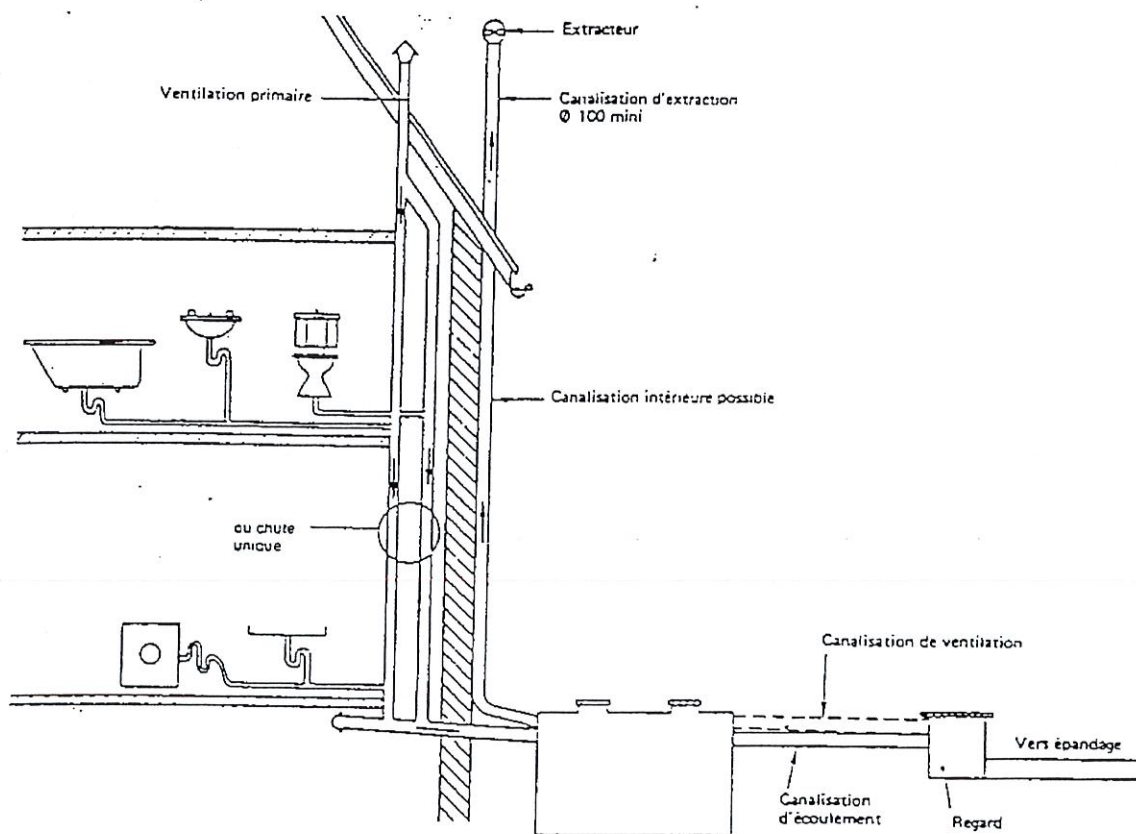 Extracteur
Ventilation primaire
Canalisation d'extraction
Ø 100 mini
Canalisation intérieure possible
ou chute
unique
Canalisation de ventilation
Vers épandage
Canalisation
d'écoulement
Regard